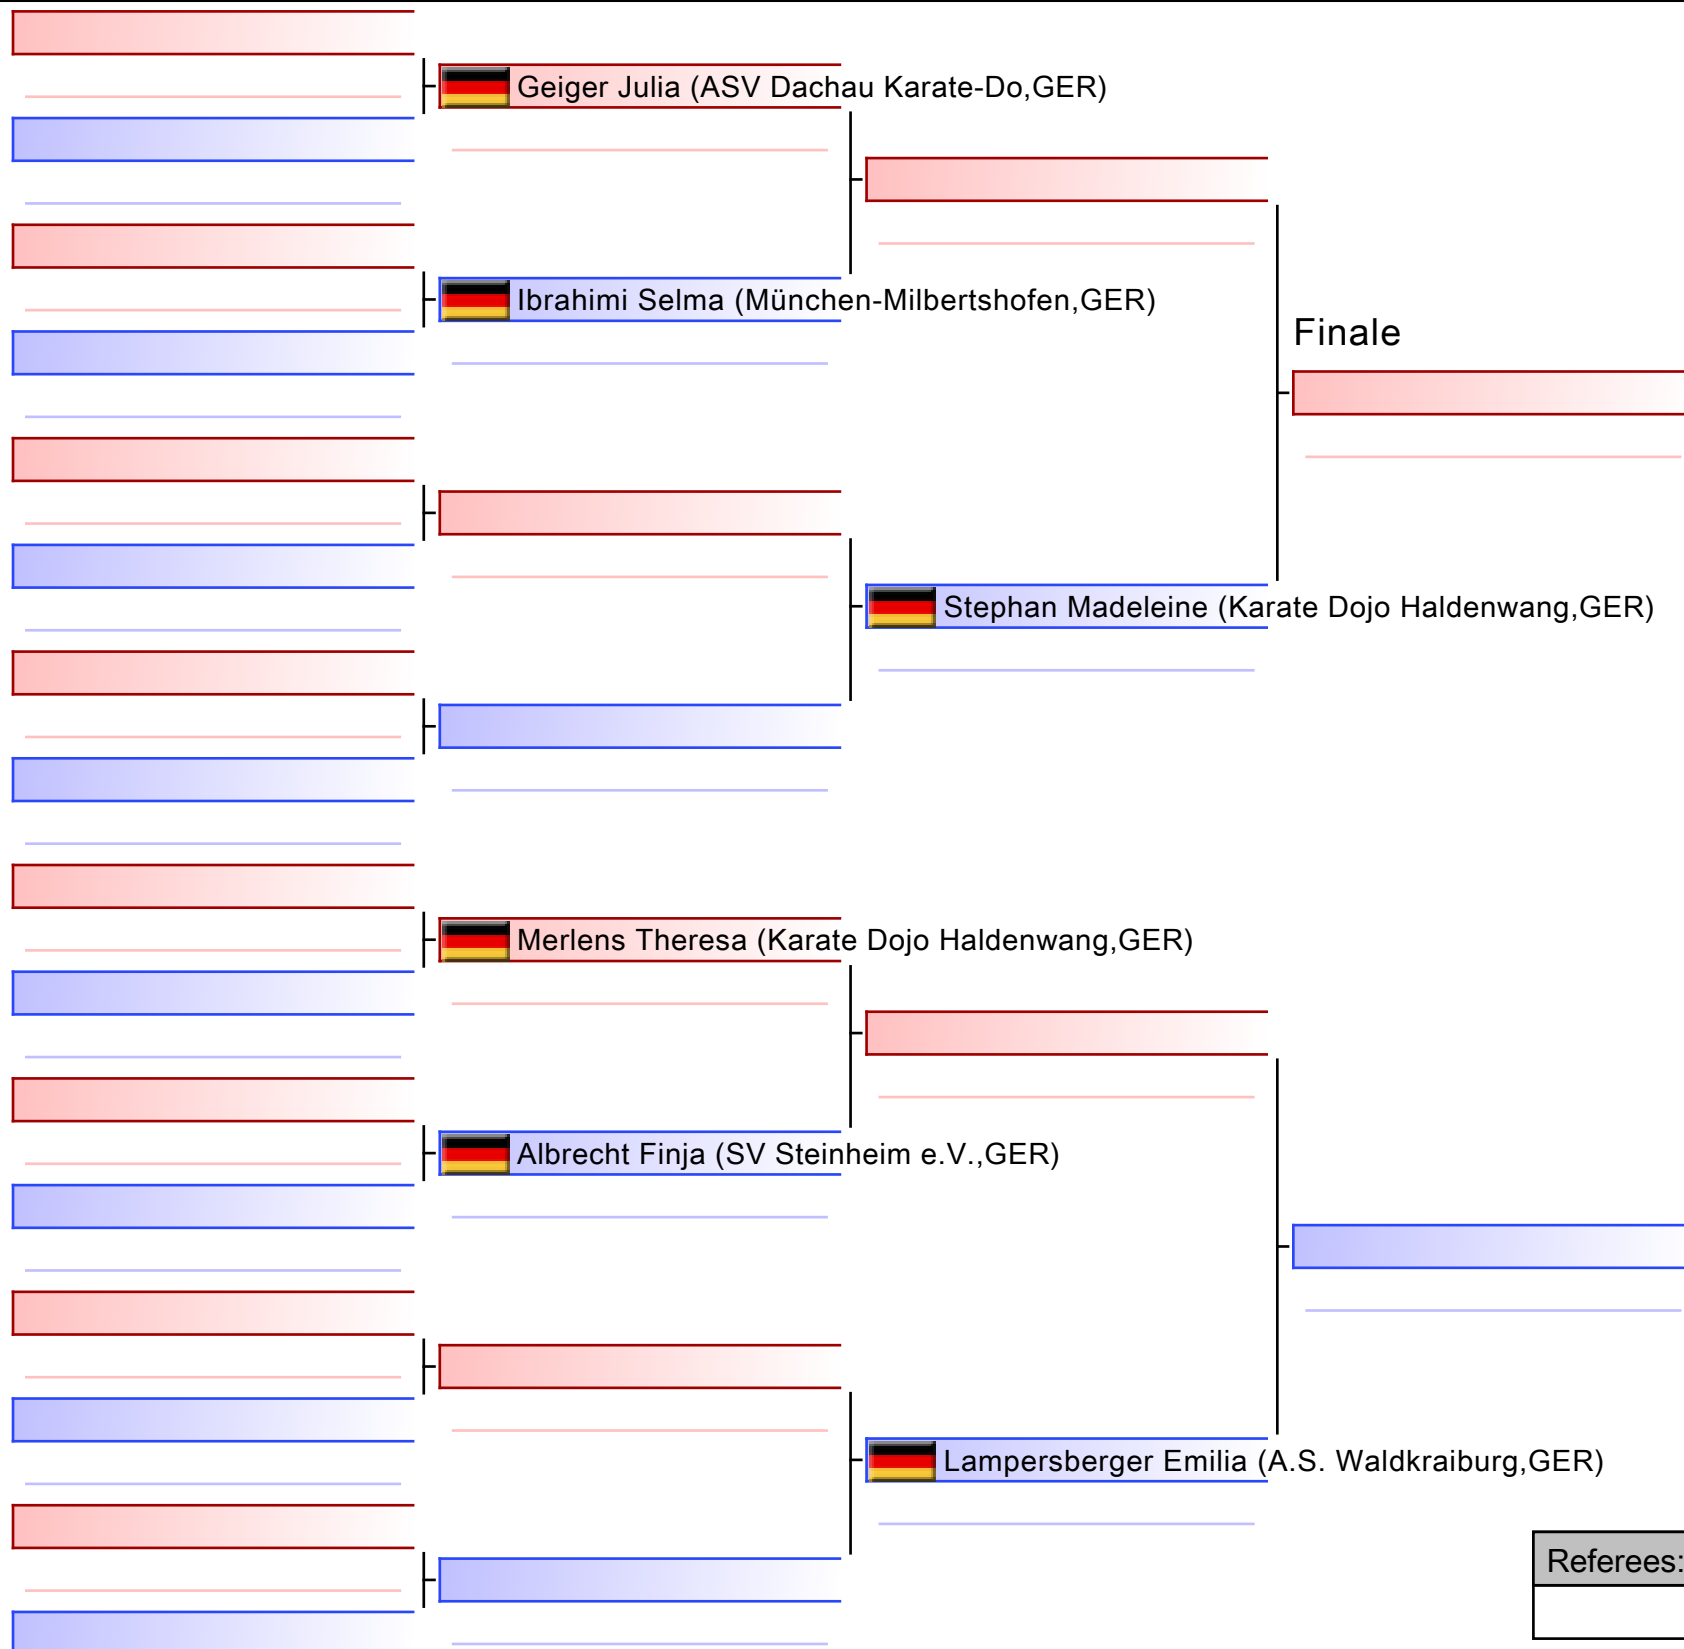 Geiger Julia (ASV Dachau Karate-Do,GER)
Ibrahimi Selma (München-Milbertshofen,GER)
Finale
Stephan Madeleine (Karate Dojo Haldenwang,GER)
Merlens Theresa (Karate Dojo Haldenwang,GER)
Albrecht Finja (SV Steinheim e.V.,GER)
Lampersberger Emilia (A.S. Waldkraiburg,GER)
Referees: